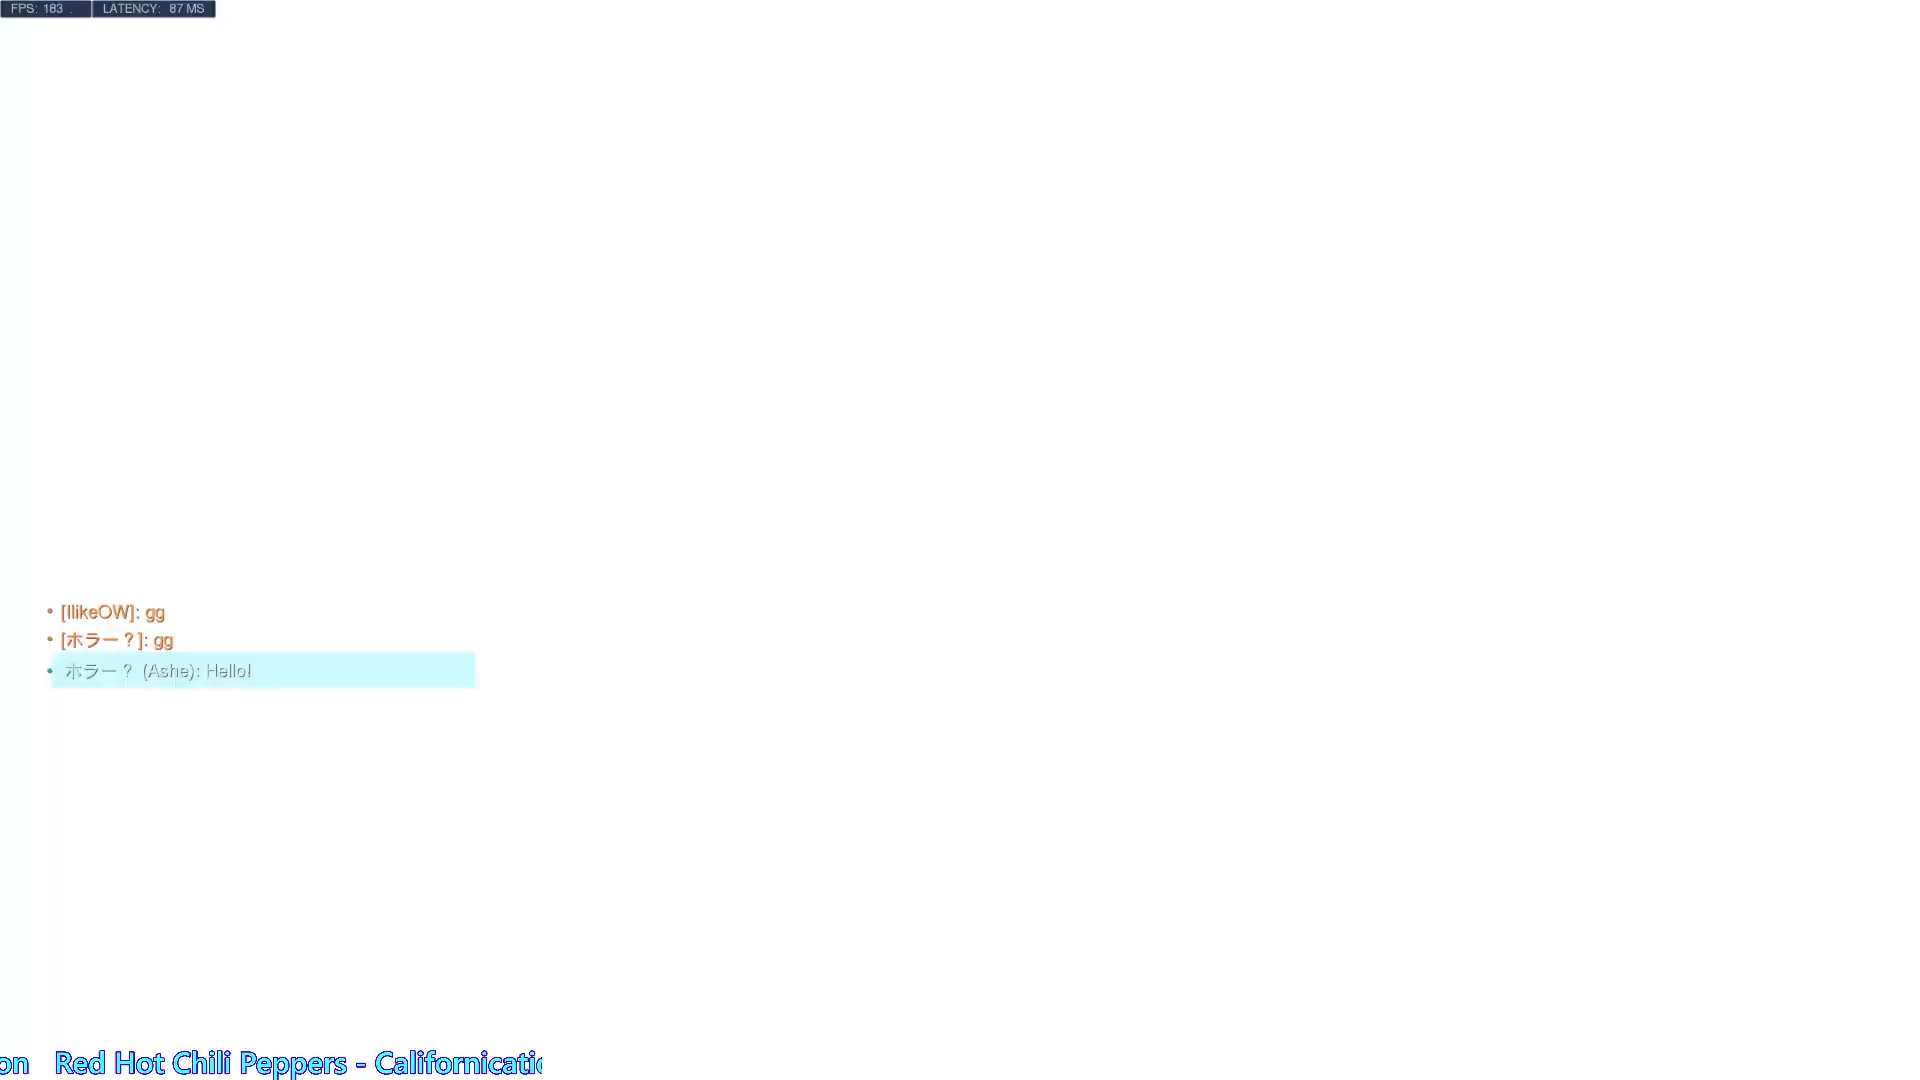 FPS: 183 . LATENCY: 87 MS
• [IlikeOW]: gg
• [ホラー？]: gg
• ホラー？ (Ashe): Hello!
on Red Hot Chili Peppers - Californicatio